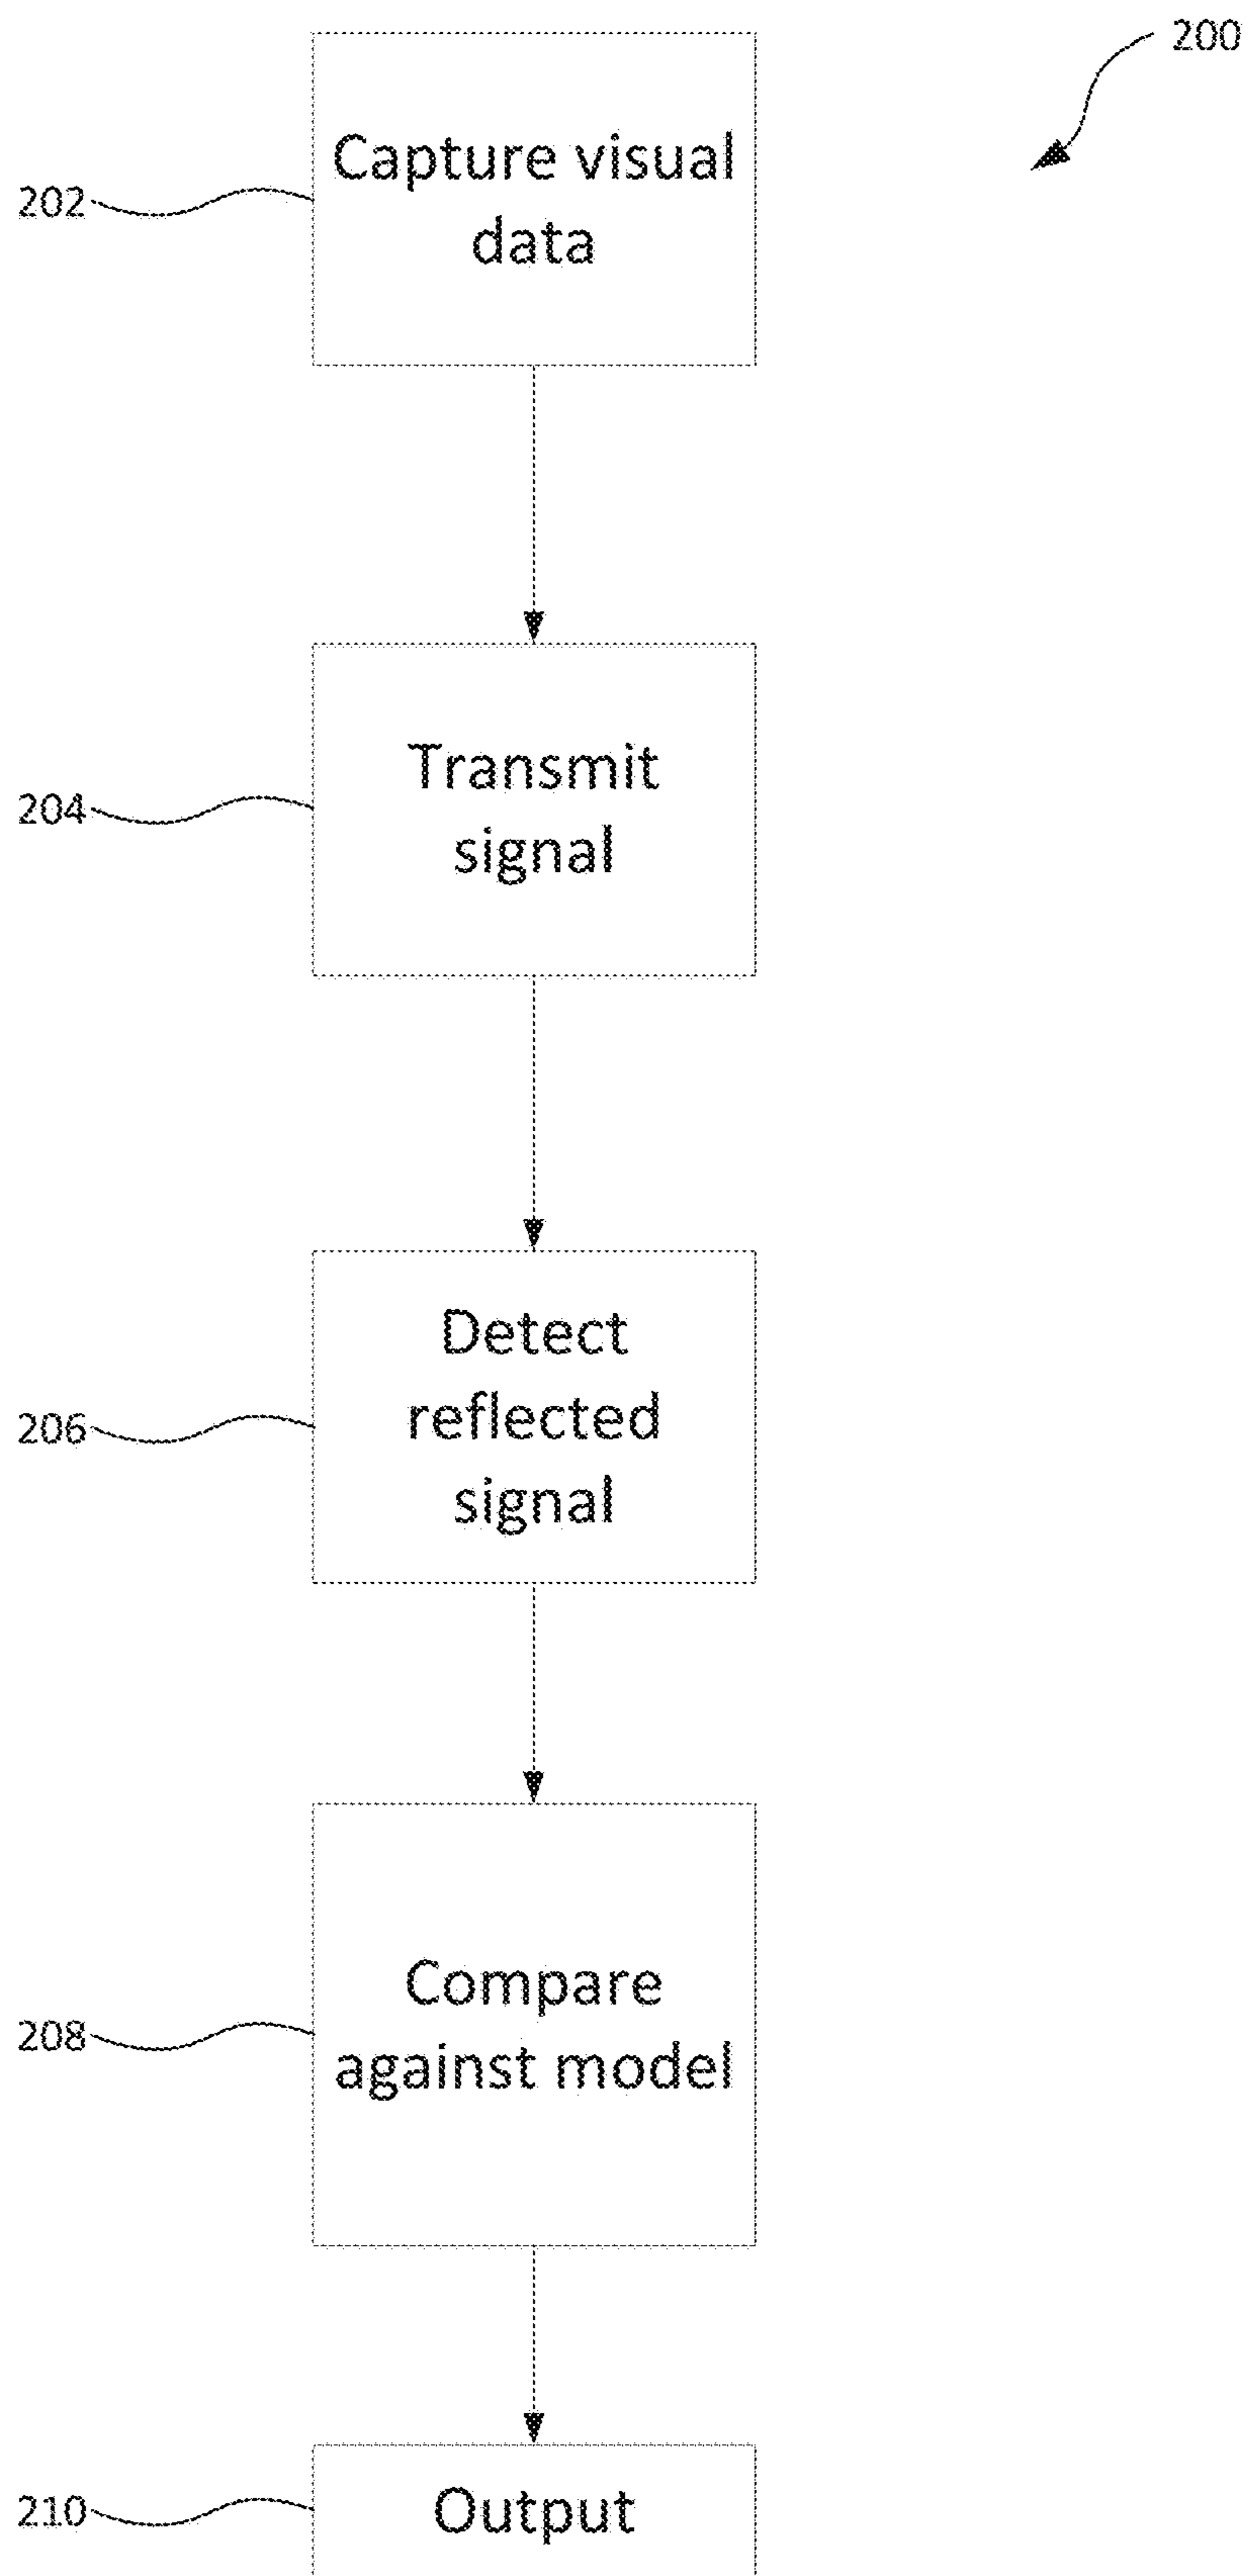 200
Capture visual
data
202
Transmit
signal
204
Detect
reflected
signal
206
Compare
against model
208
Output
210